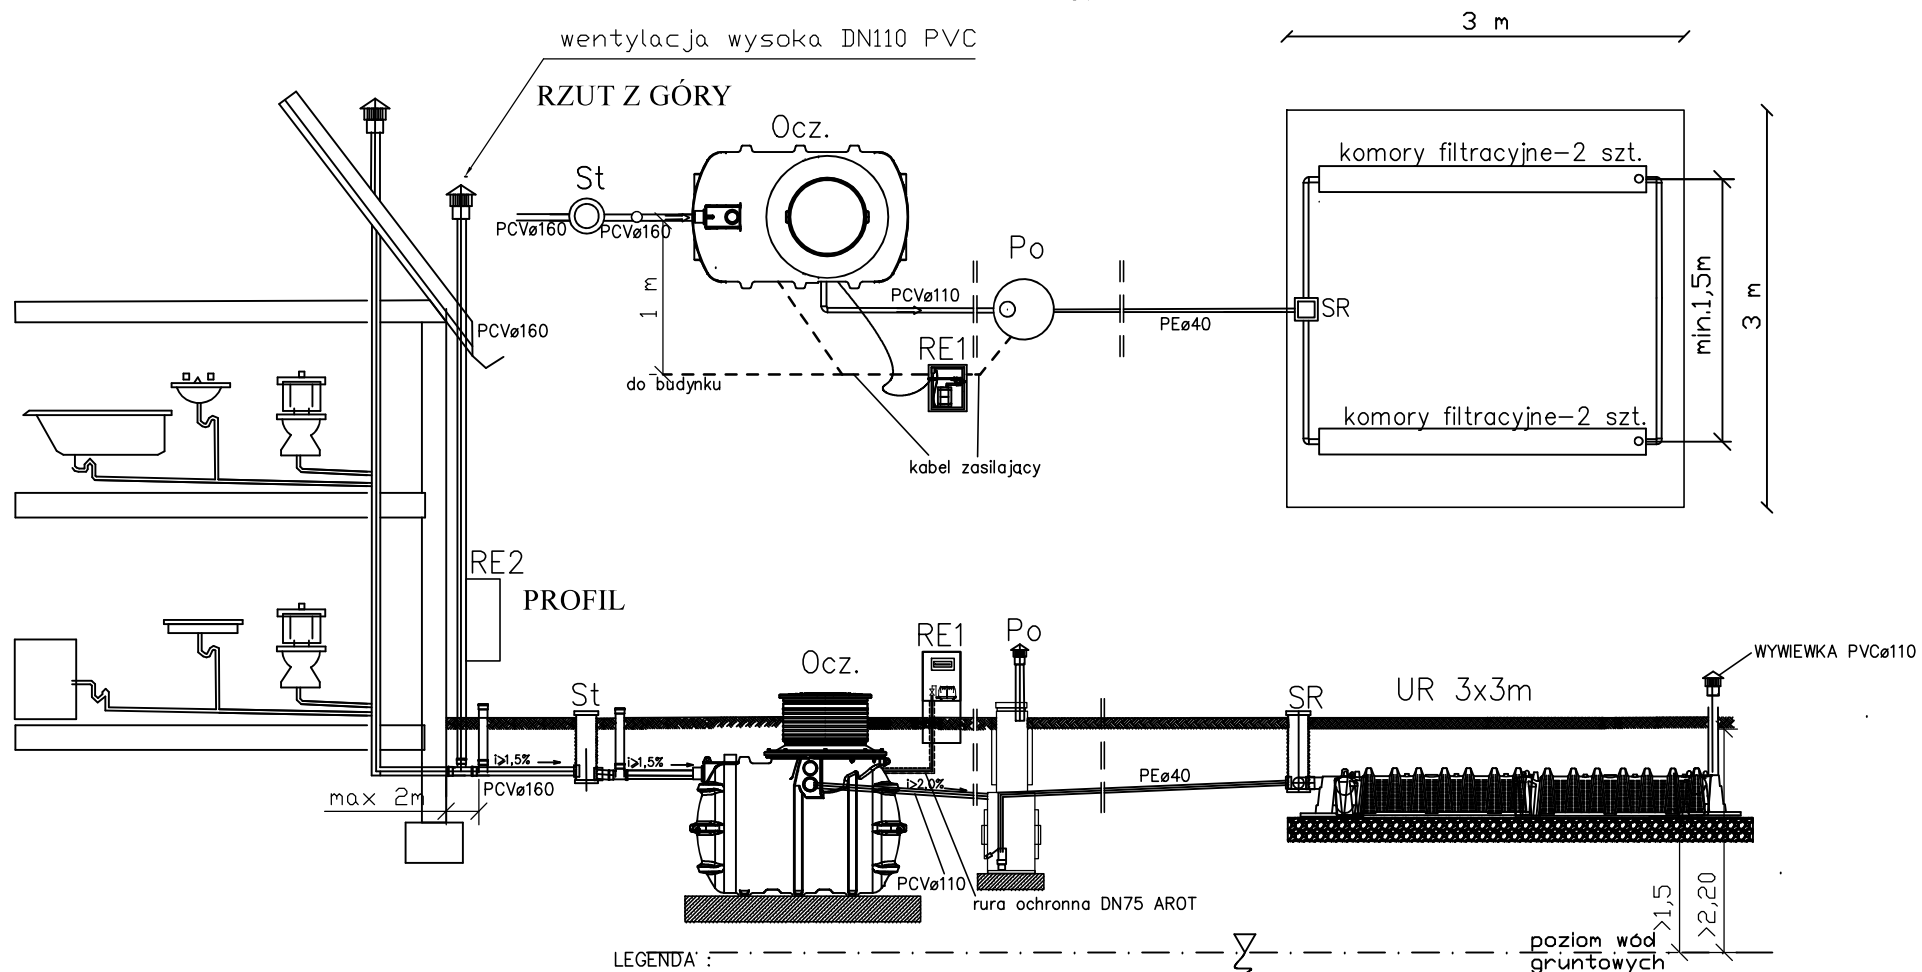 3 m
wentylacja wysoka DN110 PVC
RZUT Z GÓRY
Ocz.
komory filtracyjne-2 szt.
St
PCVø160
PCVø160
Po
1 m
PCVø110
PEø40
SR
min.1,5m
3 m
PCVø160
RE1
do budynku
komory filtracyjne-2 szt.
kabel zasilający
RE2
PROFIL
RE1
Po
WYWIEWKA PVCø110
Ocz.
St
SR
UR 3x3m
i≥1,5%
i≥1,5%
PEø40
i≥2,0%
PCVø160
max 2m
PCVø110
rura ochronna DN75 AROT
>1,5
>2,20
poziom wód
gruntowych
LEGENDA :